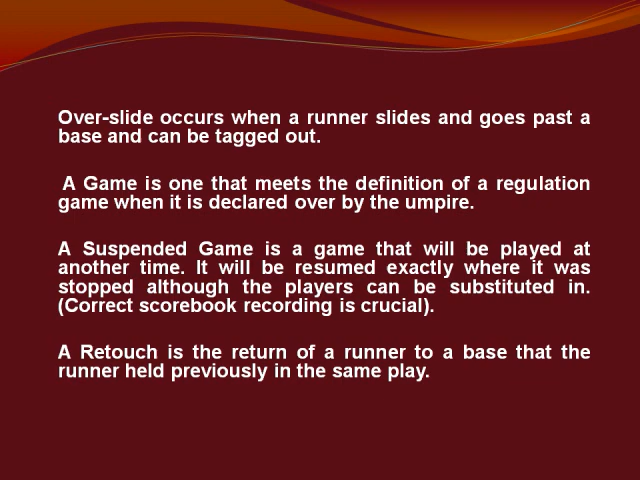 Over-slide occurs when a runner slides and goes past a
base and can be tagged out.
A Game is one that meets the definition of a regulation
game when it is declared over by the umpire.
A Suspended Game is a game that will be played at
another time. It will be resumed exactly where it was
stopped although the players can be substituted in.
(Correct scorebook recording is crucial).
A Retouch is the return of a runner to a base that the
runner held previously in the same play.